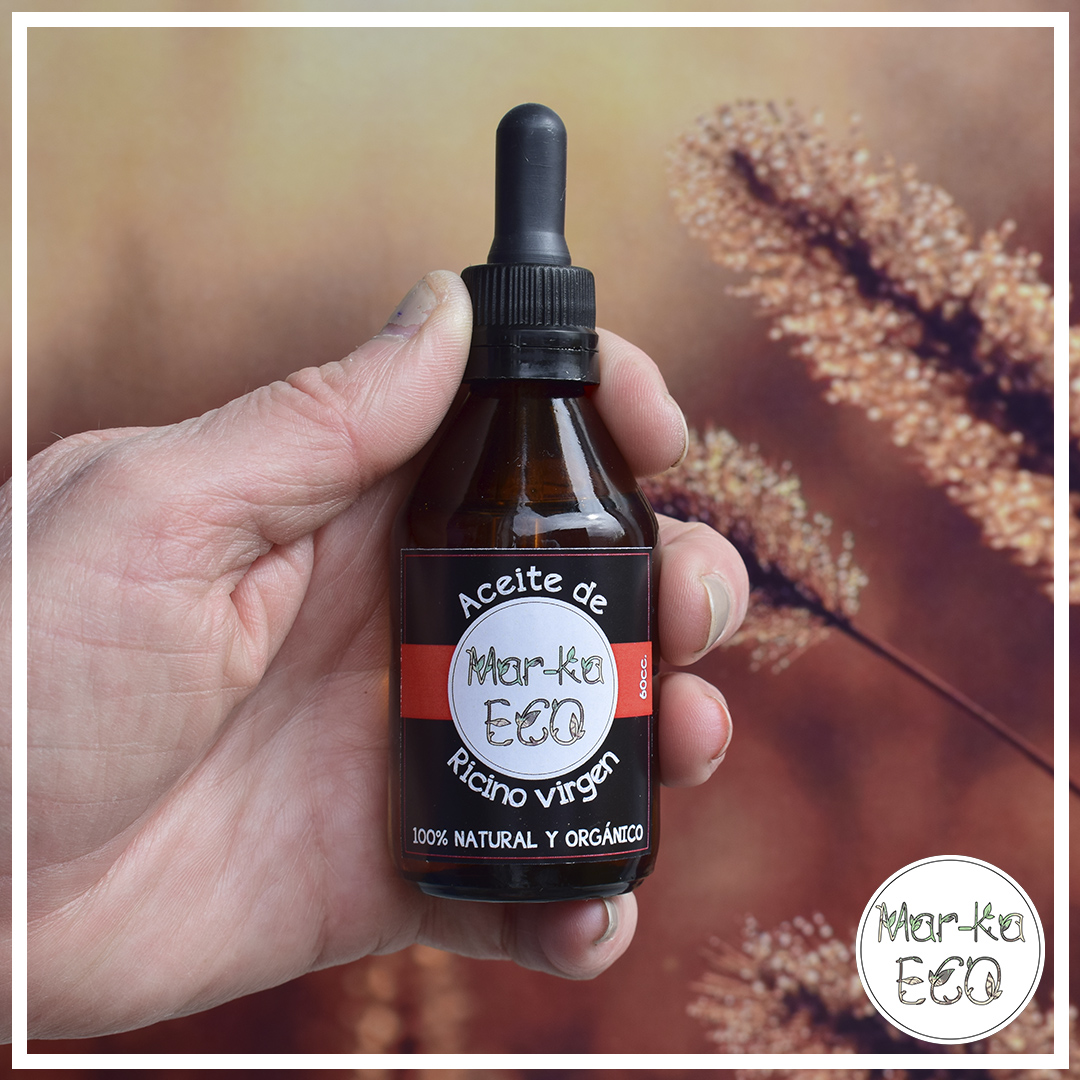 Aceite de
Mar-Ka
ECO
60cc.
Ricino virgen
100% NATURAL Y ORGÁNICO
Mar-Ka
ECO